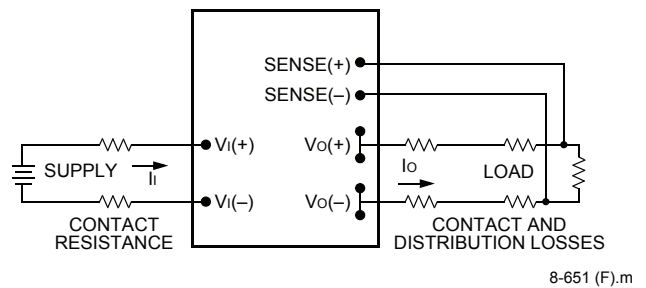 SENSE(+)
SENSE(–)
VI(+)
VO(+)
SUPPLY
II
IO
LOAD
VI(–)
VO(–)
CONTACT
RESISTANCE
CONTACT AND
DISTRIBUTION LOSSES
8-651 (F).m